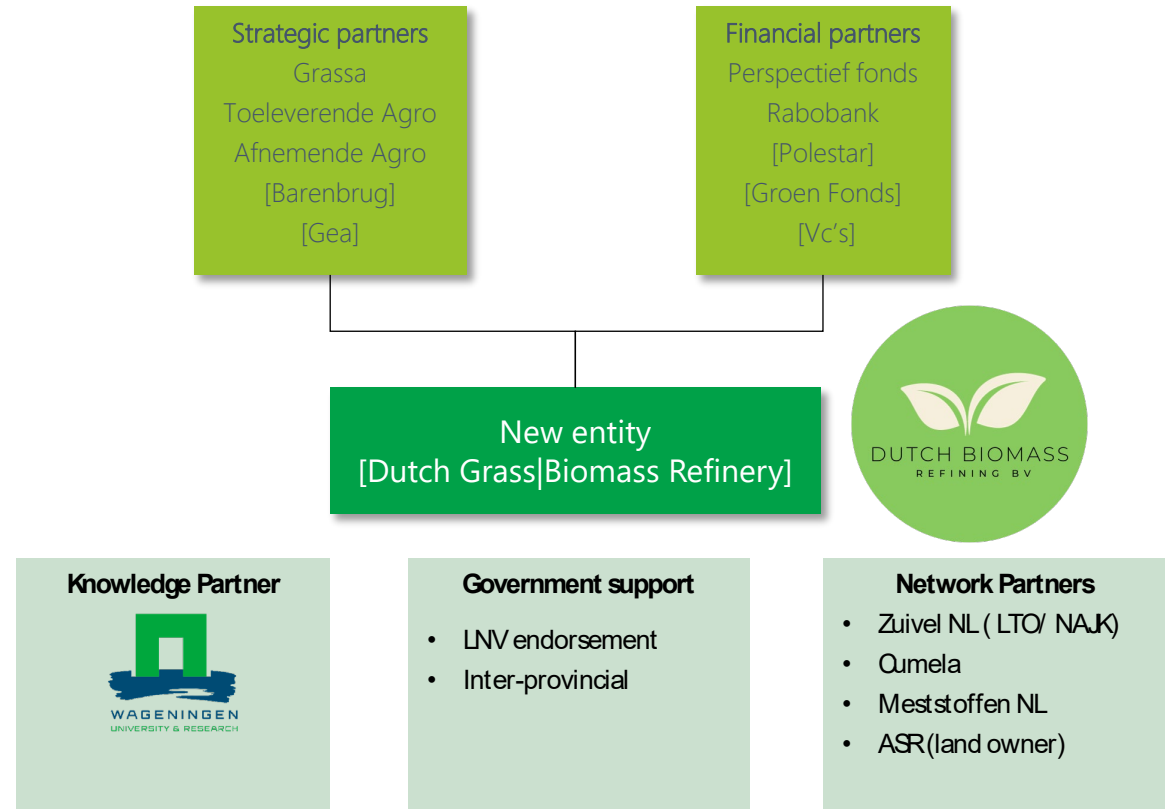 Strategic partners
Grassa
Toeleverende Agro
Afnemende Agro
[Barenbrug]
[Gea]
Financial partners
Perspectief fonds
Rabobank
[Polestar]
[Groen Fonds]
[Vc's]
New entity
[Dutch Grass|Biomass Refinery]
DUTCH BIOMASS
REFINING BV
Knowledge Partner
WAGENINGEN
UNIVERSITY & RESEARCH
Government support
• LNV endorsement
• Inter-provincial
Network Partners
• Zuivel NL ( LTO/ NAJK)
• Cumela
• Meststoffen NL
• ASR (land owner)